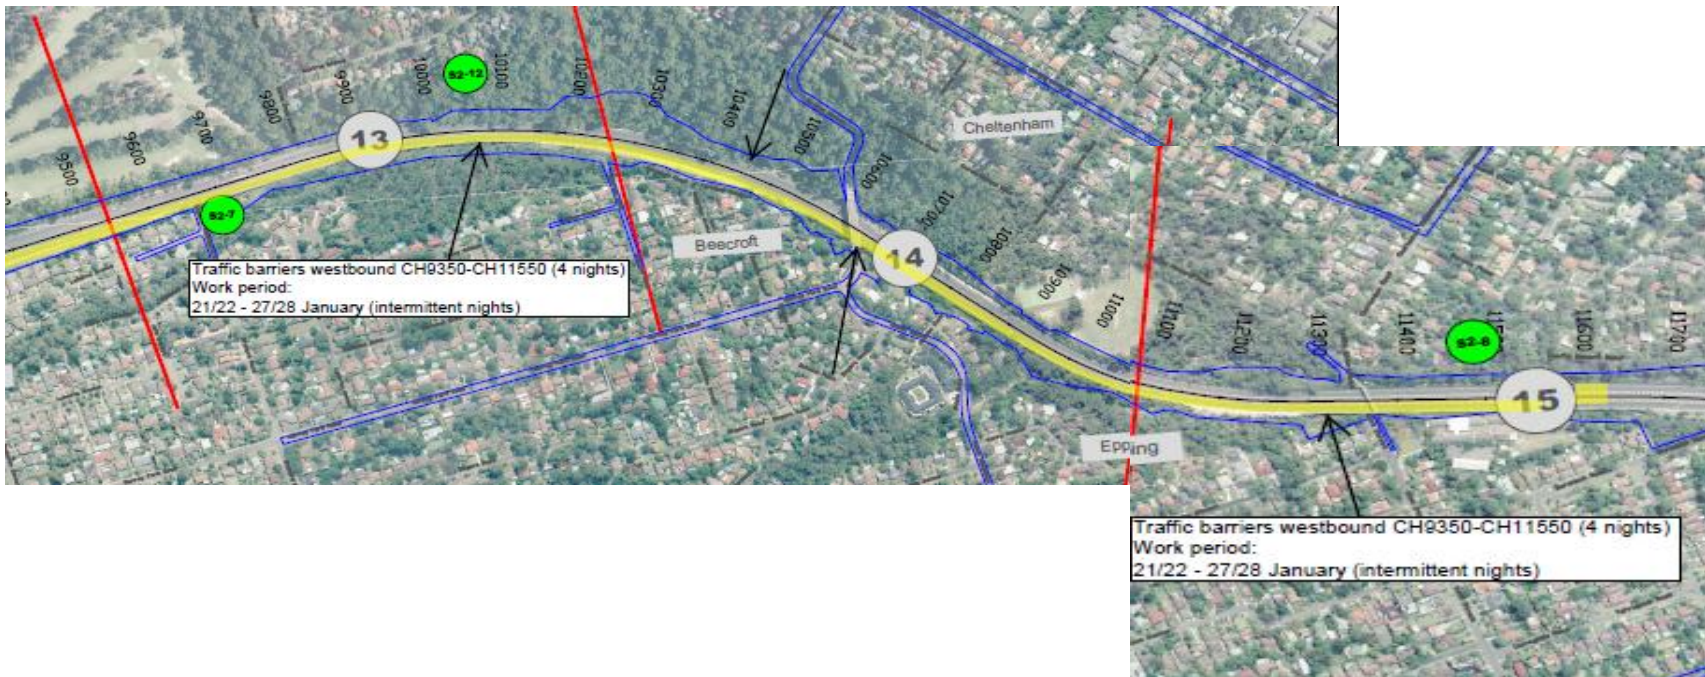 9500
9600
9700
9800
9900
10000
10100
10200
10300
10400
10500
10600
10700
10800
10900
11000
11100
11200
11300
11400
11600
11700
S2-12
13
S2-7
Cheltenham
Beecroft
14
Epping
S2-8
15
Traffic barriers westbound CH9350-CH11550 (4 nights)
Work period:
21/22 - 27/28 January (intermittent nights)
Traffic barriers westbound CH9350-CH11550 (4 nights)
Work period:
21/22 - 27/28 January (intermittent nights)